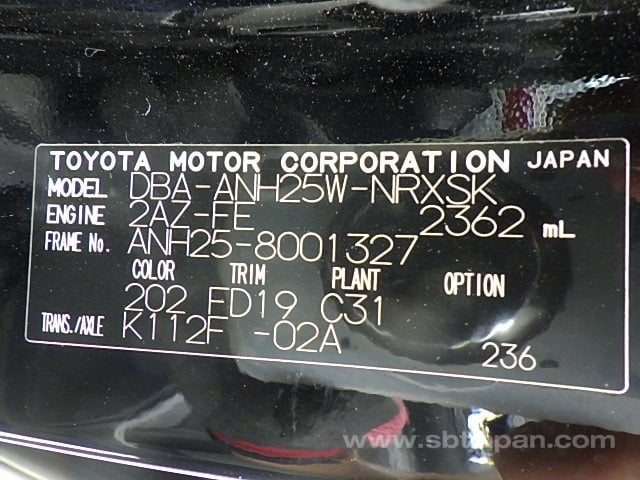 TOYOTA MOTOR CORPORATION JAPAN
MODEL DBA-ANH25W-NRXSK
ENGINE 2AZ-FE 2362 mL
FRAME No. ANH25-8001327
COLOR TRIM PLANT OPTION
202 FD19 C31
TRANS./AXLE K112F -02A
236
www.sbtjapan.com